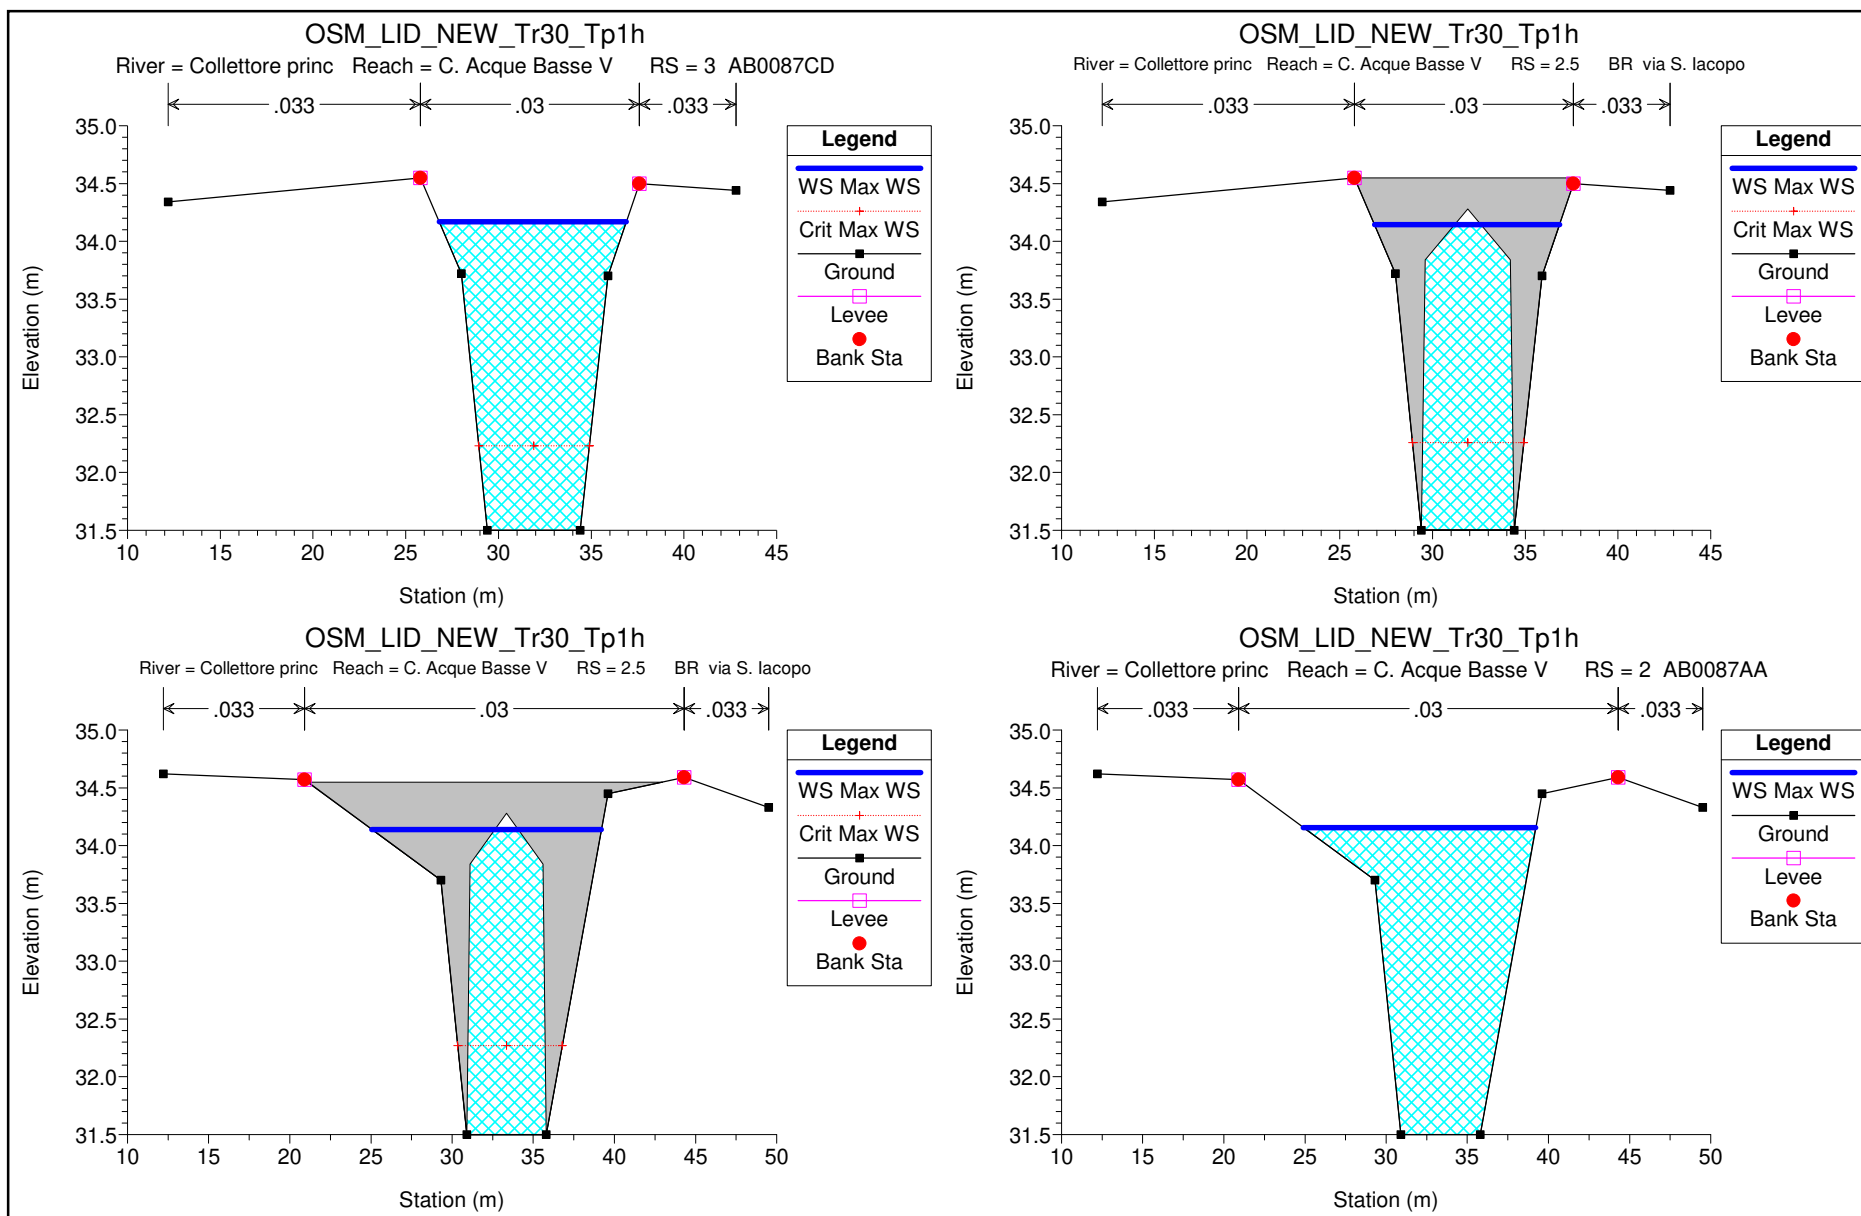 OSM_LID_NEW_Tr30_Tp1h
River = Collettore princ Reach = C. Acque Basse V RS = 3 AB0087CD
.033 .03 .033
35.0
34.5
34.0
33.5
33.0
32.5
32.0
31.5
10 15 20 25 30 35 40 45
Station (m)
Elevation (m)
Legend
WS Max WS
Crit Max WS
Ground
Levee
Bank Sta
OSM_LID_NEW_Tr30_Tp1h
River = Collettore princ Reach = C. Acque Basse V RS = 2.5 BR via S. Iacopo
.033 .03 .033
35.0
34.5
34.0
33.5
33.0
32.5
32.0
31.5
10 15 20 25 30 35 40 45
Station (m)
Elevation (m)
Legend
WS Max WS
Crit Max WS
Ground
Levee
Bank Sta
OSM_LID_NEW_Tr30_Tp1h
River = Collettore princ Reach = C. Acque Basse V RS = 2.5 BR via S. Iacopo
.033 .03 .033
35.0
34.5
34.0
33.5
33.0
32.5
32.0
31.5
10 15 20 25 30 35 40 45 50
Station (m)
Elevation (m)
Legend
WS Max WS
Crit Max WS
Ground
Levee
Bank Sta
OSM_LID_NEW_Tr30_Tp1h
River = Collettore princ Reach = C. Acque Basse V RS = 2 AB0087AA
.033 .03 .033
35.0
34.5
34.0
33.5
33.0
32.5
32.0
31.5
10 15 20 25 30 35 40 45 50
Station (m)
Elevation (m)
Legend
WS Max WS
Ground
Levee
Bank Sta